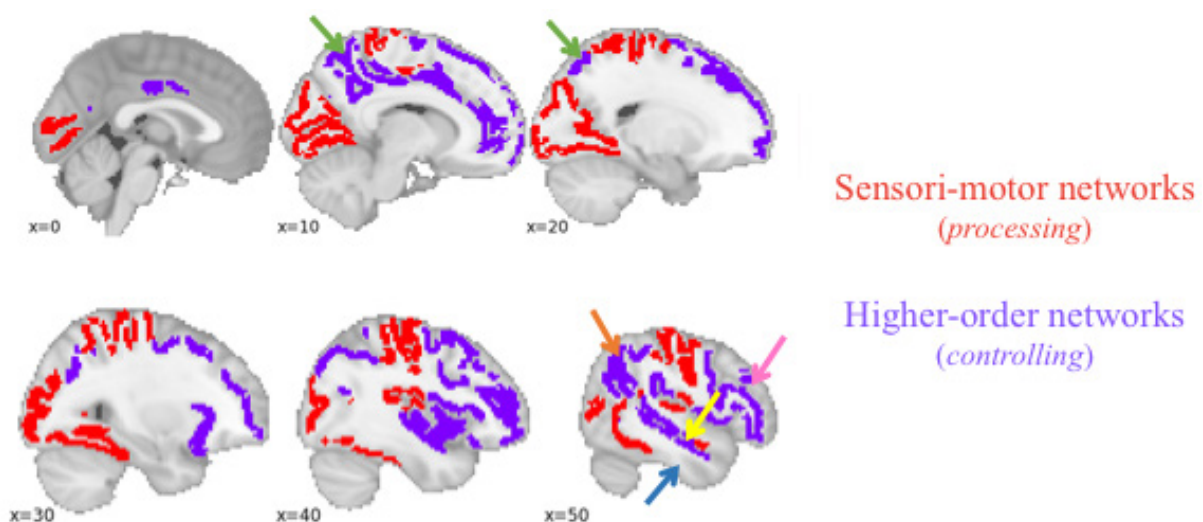 x=0
x=10
x=20
Sensori-motor networks
(processing)
Higher-order networks
(controlling)
x=30
x=40
x=50